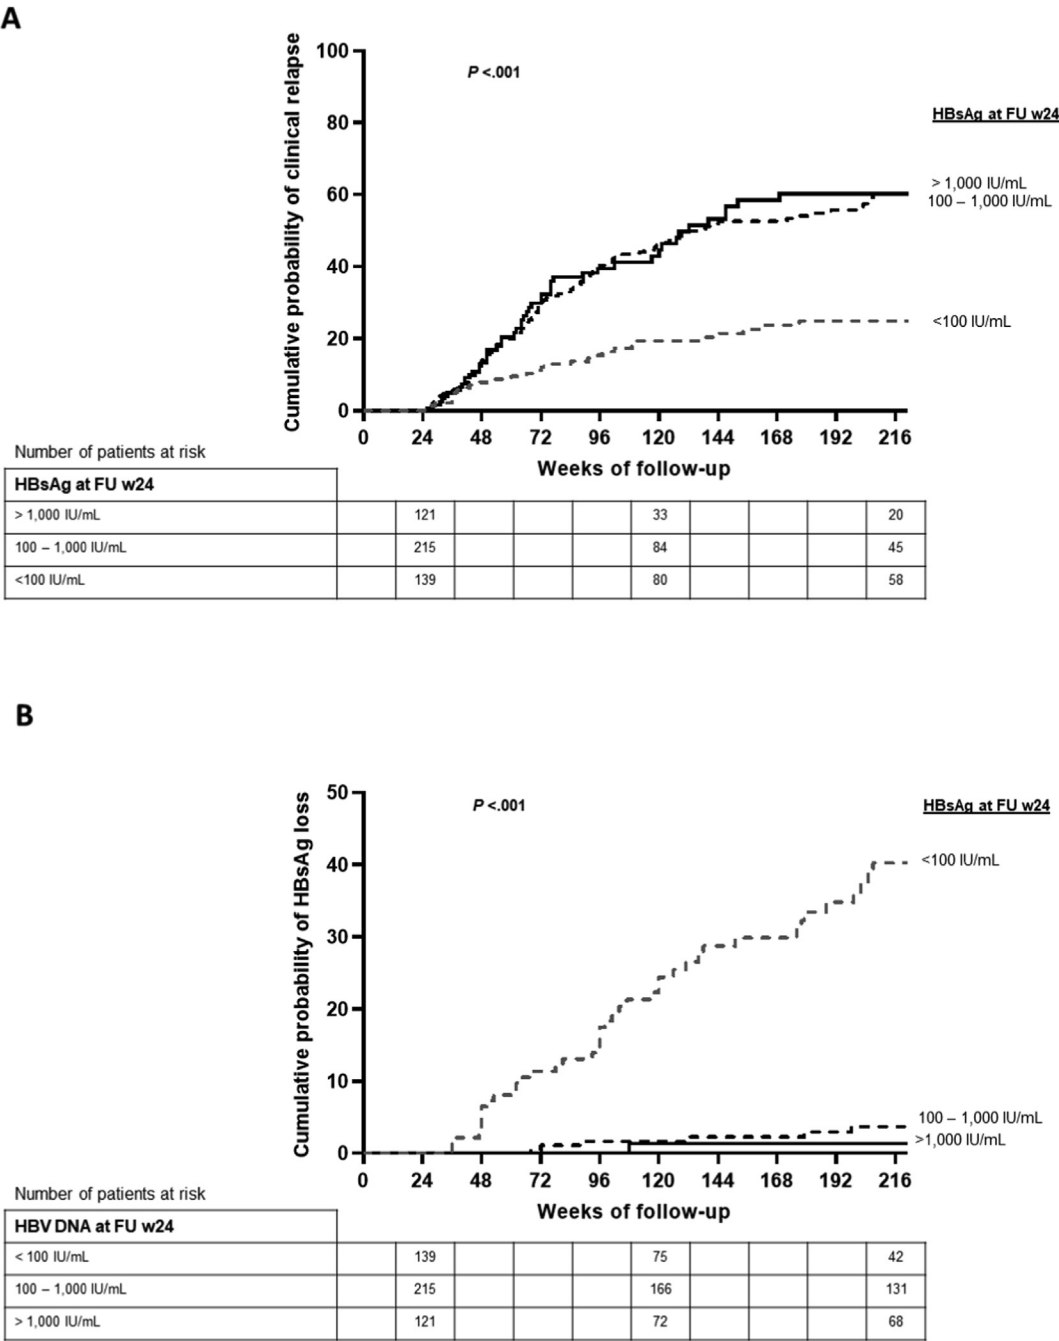 A
Cumulative probability of clinical relapse
100
80
60
40
20
0
P <.001
HBsAg at FU w24
> 1,000 IU/mL
100 – 1,000 IU/mL
<100 IU/mL
0 24 48 72 96 120 144 168 192 216
Weeks of follow-up
Number of patients at risk
HBsAg at FU w24
> 1,000 IU/mL 121 33 20
100 – 1,000 IU/mL 215 84 45
<100 IU/mL 139 80 58
B
Cumulative probability of HBsAg loss
50
40
30
20
10
0
P <.001
HBsAg at FU w24
<100 IU/mL
100 – 1,000 IU/mL
>1,000 IU/mL
0 24 48 72 96 120 144 168 192 216
Weeks of follow-up
Number of patients at risk
HBV DNA at FU w24
< 100 IU/mL 139 75 42
100 – 1,000 IU/mL 215 166 131
> 1,000 IU/mL 121 72 68